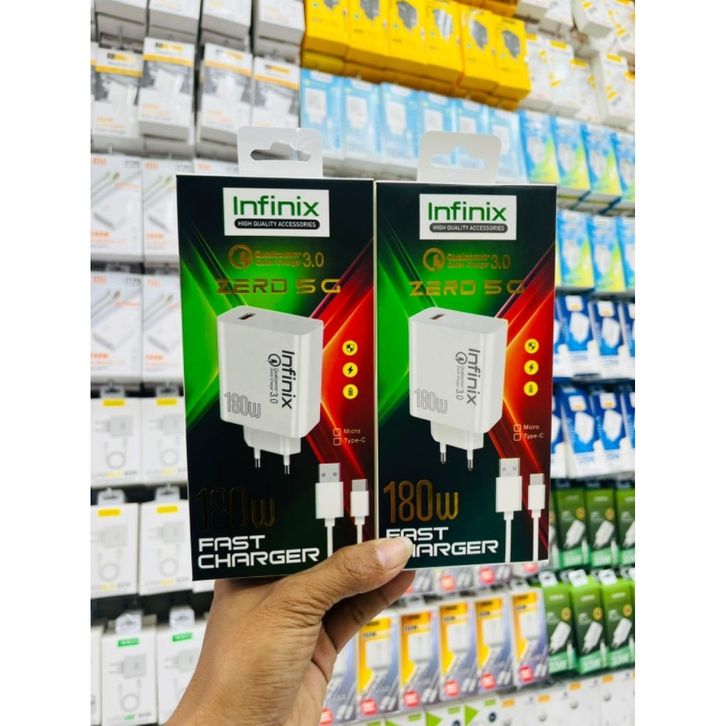 Infinix
HIGH QUALITY ACCESSORIES
Qualcomm
Quick Charge 3.0
ZERO 5G
Infinix
Qualcomm
Quick Charge 3.0
180w
Micro
Type-C
180w
FAST
CHARGER
Infinix
HIGH QUALITY ACCESSORIES
Qualcomm
Quick Charge 3.0
ZERO 5G
Infinix
Qualcomm
Quick Charge 3.0
180w
Micro
Type-C
180w
FAST
CHARGER